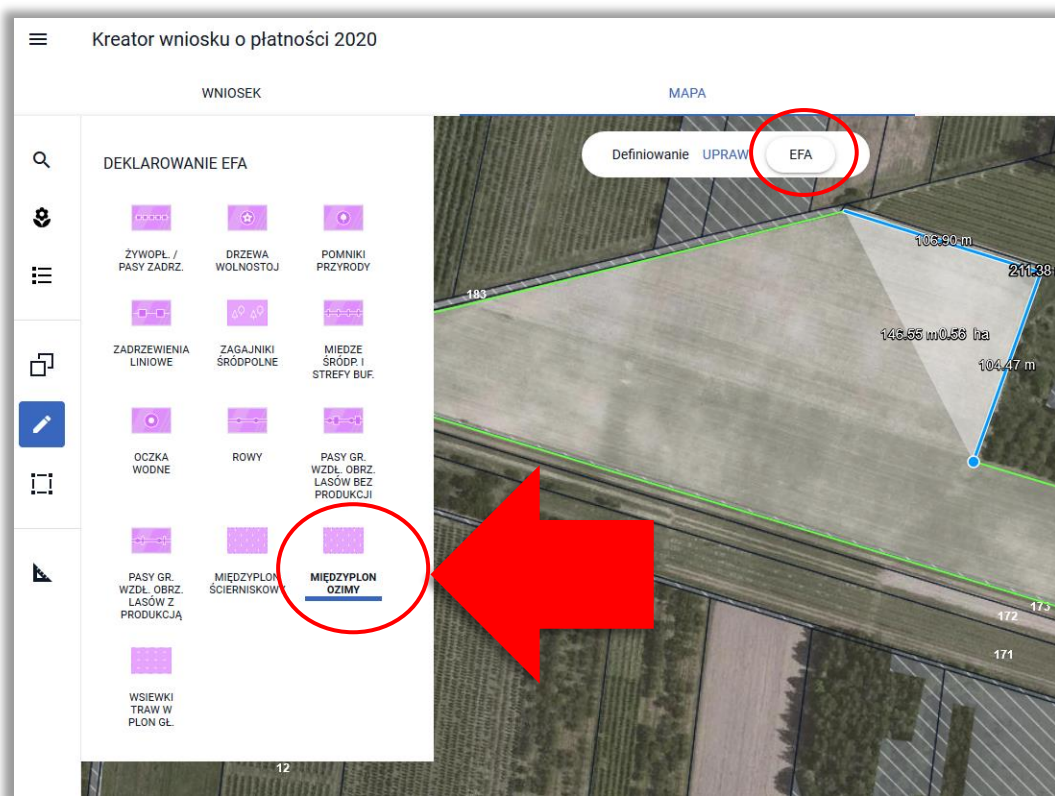 Kreator wniosku o płatności 2020
WNIOSEK
MAPA
DEKLAROWANIE EFA
Definiowanie UPRAW EFA
ŻYWOPŁ. /
PASY ZADRZ.
DRZEWA
WOLNOSTOJ
POMNIKI
PRZYRODY
ZADRZEWIENIA
LINIOWE
ZAGAJNIKI
ŚRÓDPOLNE
MIEDZE
ŚRÓDP. I
STREFY BUF.
OCZKA
WODNE
ROWY
PASY GR.
WZDŁ. OBRZ.
LASÓW BEZ
PRODUKCJI
PASY GR.
WZDŁ. OBRZ.
LASÓW Z
PRODUKCJĄ
MIĘDZYPLON
ŚCIERNISKOWY
MIĘDZYPLON
OZIMY
WSIEWKI
TRAW W
PLON GŁ.
106.90 m
211.38
183
146.55 m0.56 ha
104.47 m
173
172
171
12